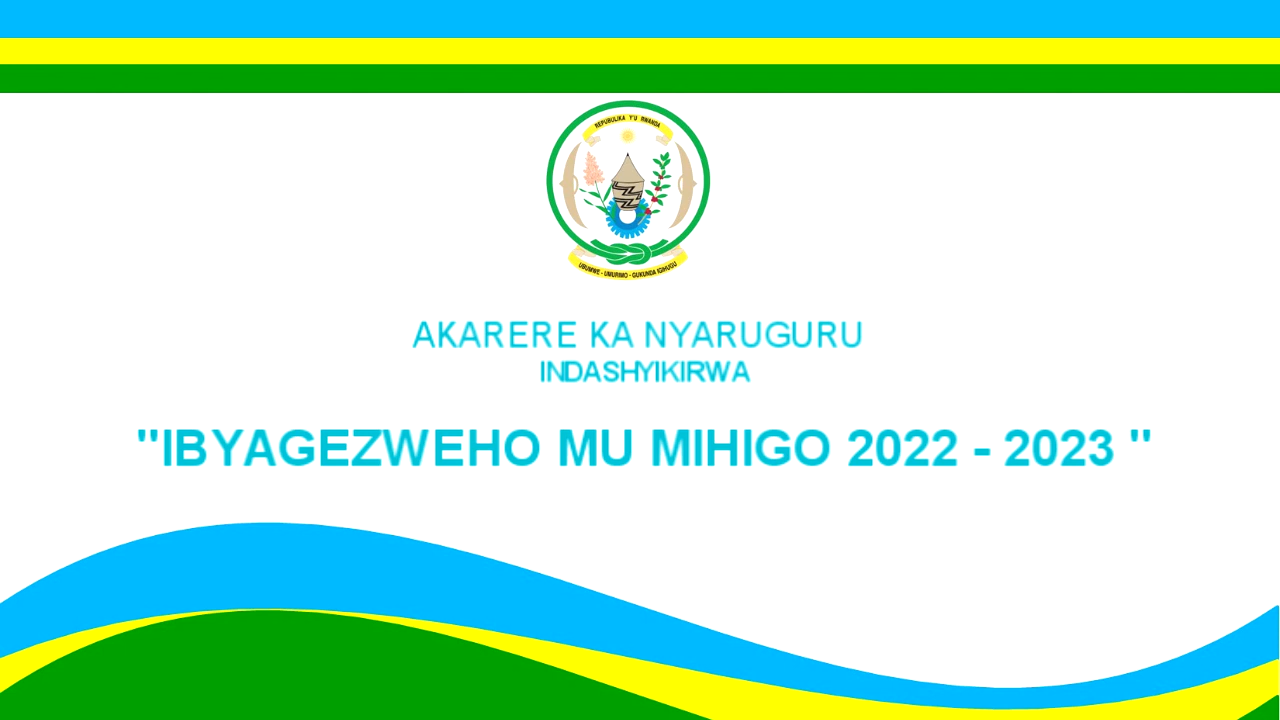 REPUBULIKA Y'U RWANDA
UBUMWE - UMURIMO - GUKUNDA IGIHUGU
AKARERE KA NYARUGURU
INDASHYIKIRWA
"IBYAGEZWEHO MU MIHIGO 2022 - 2023 "